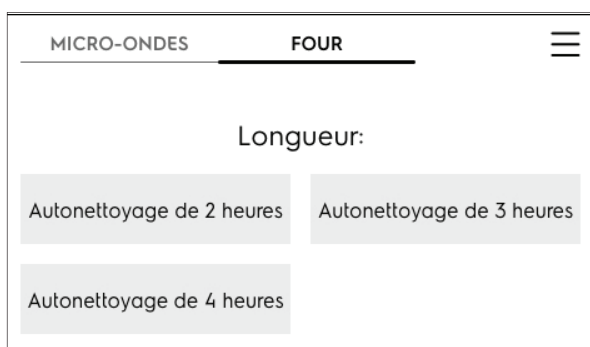 MICRO-ONDES FOUR
Longueur:
Autonettoyage de 2 heures Autonettoyage de 3 heures
Autonettoyage de 4 heures